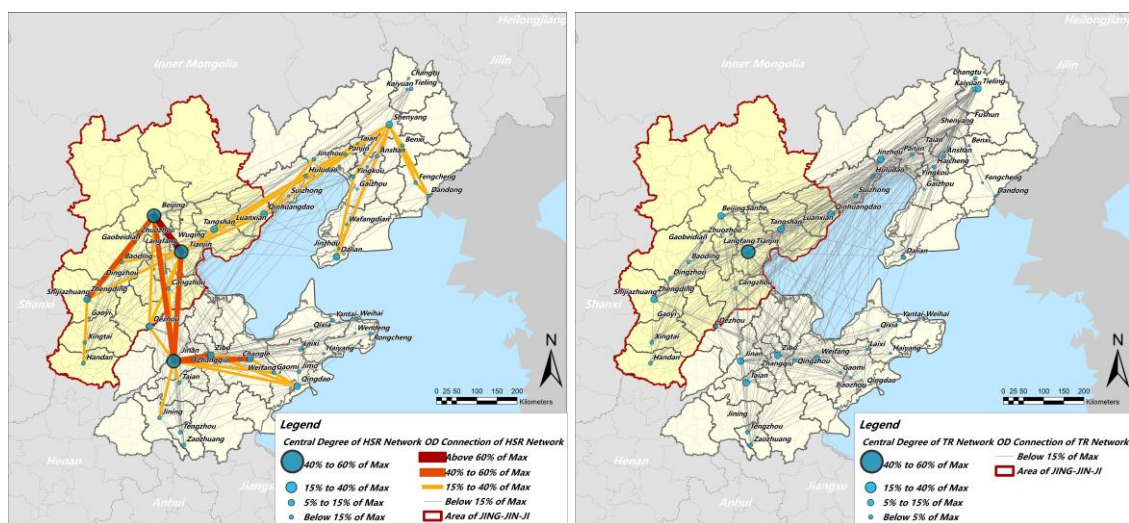 Heilongjiang
Inner Mongolia
Jilin
Changtu
Kaiyuan
Tieling
Shenyang
Taian
Benxi
Jinzhou
Panjin
Anshan
Huludao
Yingkou
Fengcheng
Suizhong
Gaizhou
Dandong
Qinhuangdao
Beijing
Luanxian
Tangshan
Wafangdian
Zhuozhou
Wuqing
Gaobeidian
Langfang
Tianjin
Jinzhou
Baoding
Dalian
Dingzhou
Cangzhou
Shijiazhuang
Zhengding
Shanxi
Gaoyi
Dezhou
Yantai
Weihai
Xingtai
Qixia
Wendeng
Rongcheng
Jinan
Zibo
Laixi
Haiyang
Handan
Zhangqiu
Changle
Weifang
Gaomi
Jimo
Taian
Qingdao
Jining
Tengzhou
Zaozhuang
Henan
Anhui
Jiangsu
N
0 25 50 100 150 200
Kilometers
Legend
Central Degree of HSR Network OD Connection of HSR Network
40% to 60% of Max
Above 60% of Max
40% to 60% of Max
15% to 40% of Max
15% to 40% of Max
5% to 15% of Max
Below 15% of Max
Below 15% of Max
Area of JING-JIN-JI
Heilongjiang
Inner Mongolia
Jilin
Changtu
Kaiyuan
Tieling
Fushun
Shenyang
Taian
Benxi
Jinzhou
Panjin
Anshan
Haicheng
Huludao
Yingkou
Fengcheng
Suizhong
Gaizhou
Dandong
Qinhuangdao
Beijing
Sanhe
Luanxian
Tangshan
Zhuozhou
Gaobeidian
Langfang
Tianjin
Baoding
Dalian
Dingzhou
Cangzhou
Shijiazhuang
Shanxi
Gaoyi
Dezhou
Yantai
Weihai
Xingtai
Qixia
Jinan
Zibo
Weifang
Laixi
Haiyang
Handan
Zhangqiu
Qingzhou
Gaomi
Taian
Jiaozhou
Qingdao
Jining
Tengzhou
Zaozhuang
Henan
Anhui
Jiangsu
N
0 25 50 100 150 200
Kilometers
Legend
Central Degree of TR Network OD Connection of TR Network
40% to 60% of Max
Below 15% of Max
Area of JING-JIN-JI
15% to 40% of Max
5% to 15% of Max
Below 5% of Max